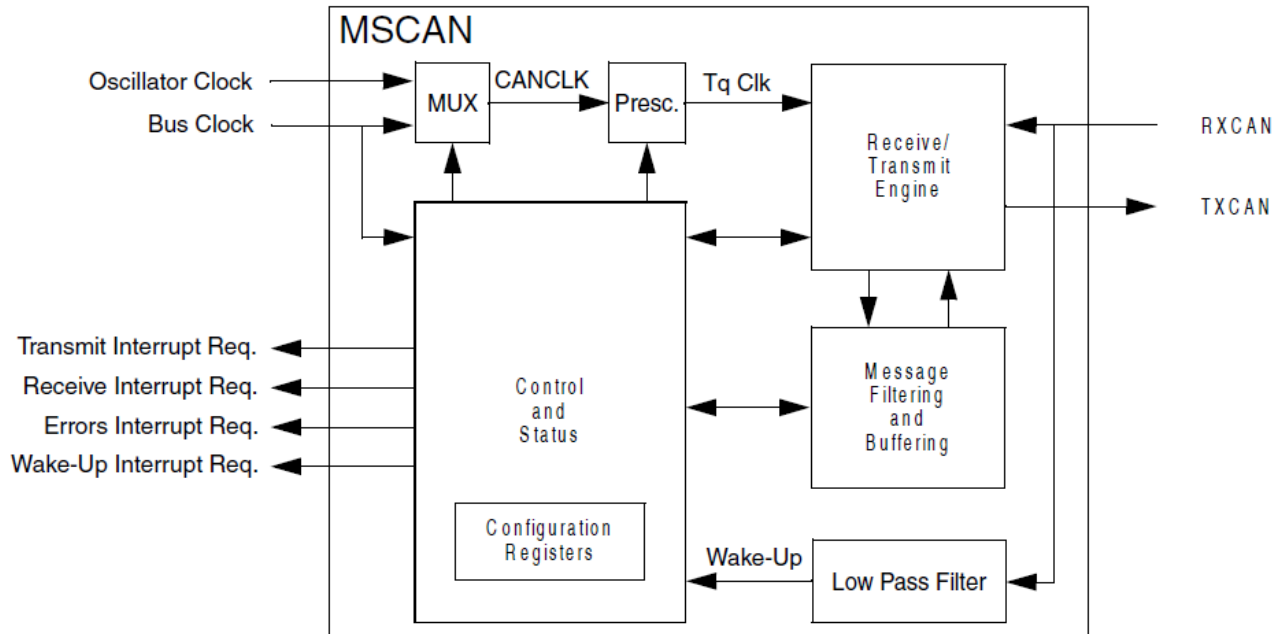 MSCAN
Oscillator Clock
Bus Clock
MUX
CANCLK
Presc.
Tq Clk
Receive/
Transmit
Engine
RXCAN
TXCAN
Transmit Interrupt Req.
Receive Interrupt Req.
Errors Interrupt Req.
Wake-Up Interrupt Req.
Control
and
Status
Message
Filtering
and
Buffering
Configuration
Registers
Wake-Up
Low Pass Filter